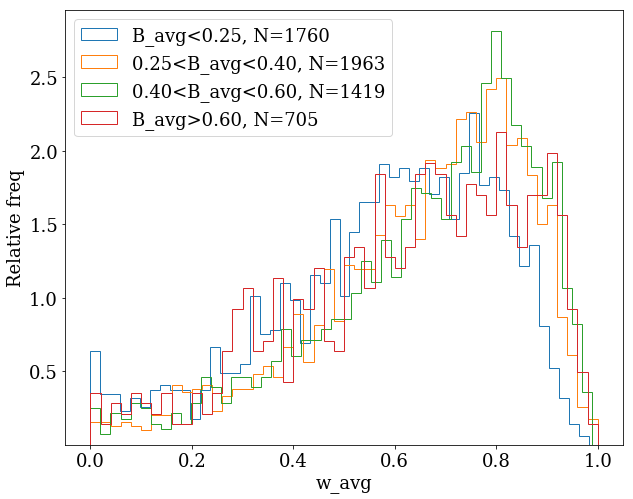 B_avg<0.25, N=1760
0.25<B_avg<0.40, N=1963
0.40<B_avg<0.60, N=1419
B_avg>0.60, N=705
Relative freq
2.5
2.0
1.5
1.0
0.5
0.0 0.2 0.4 0.6 0.8 1.0
w_avg